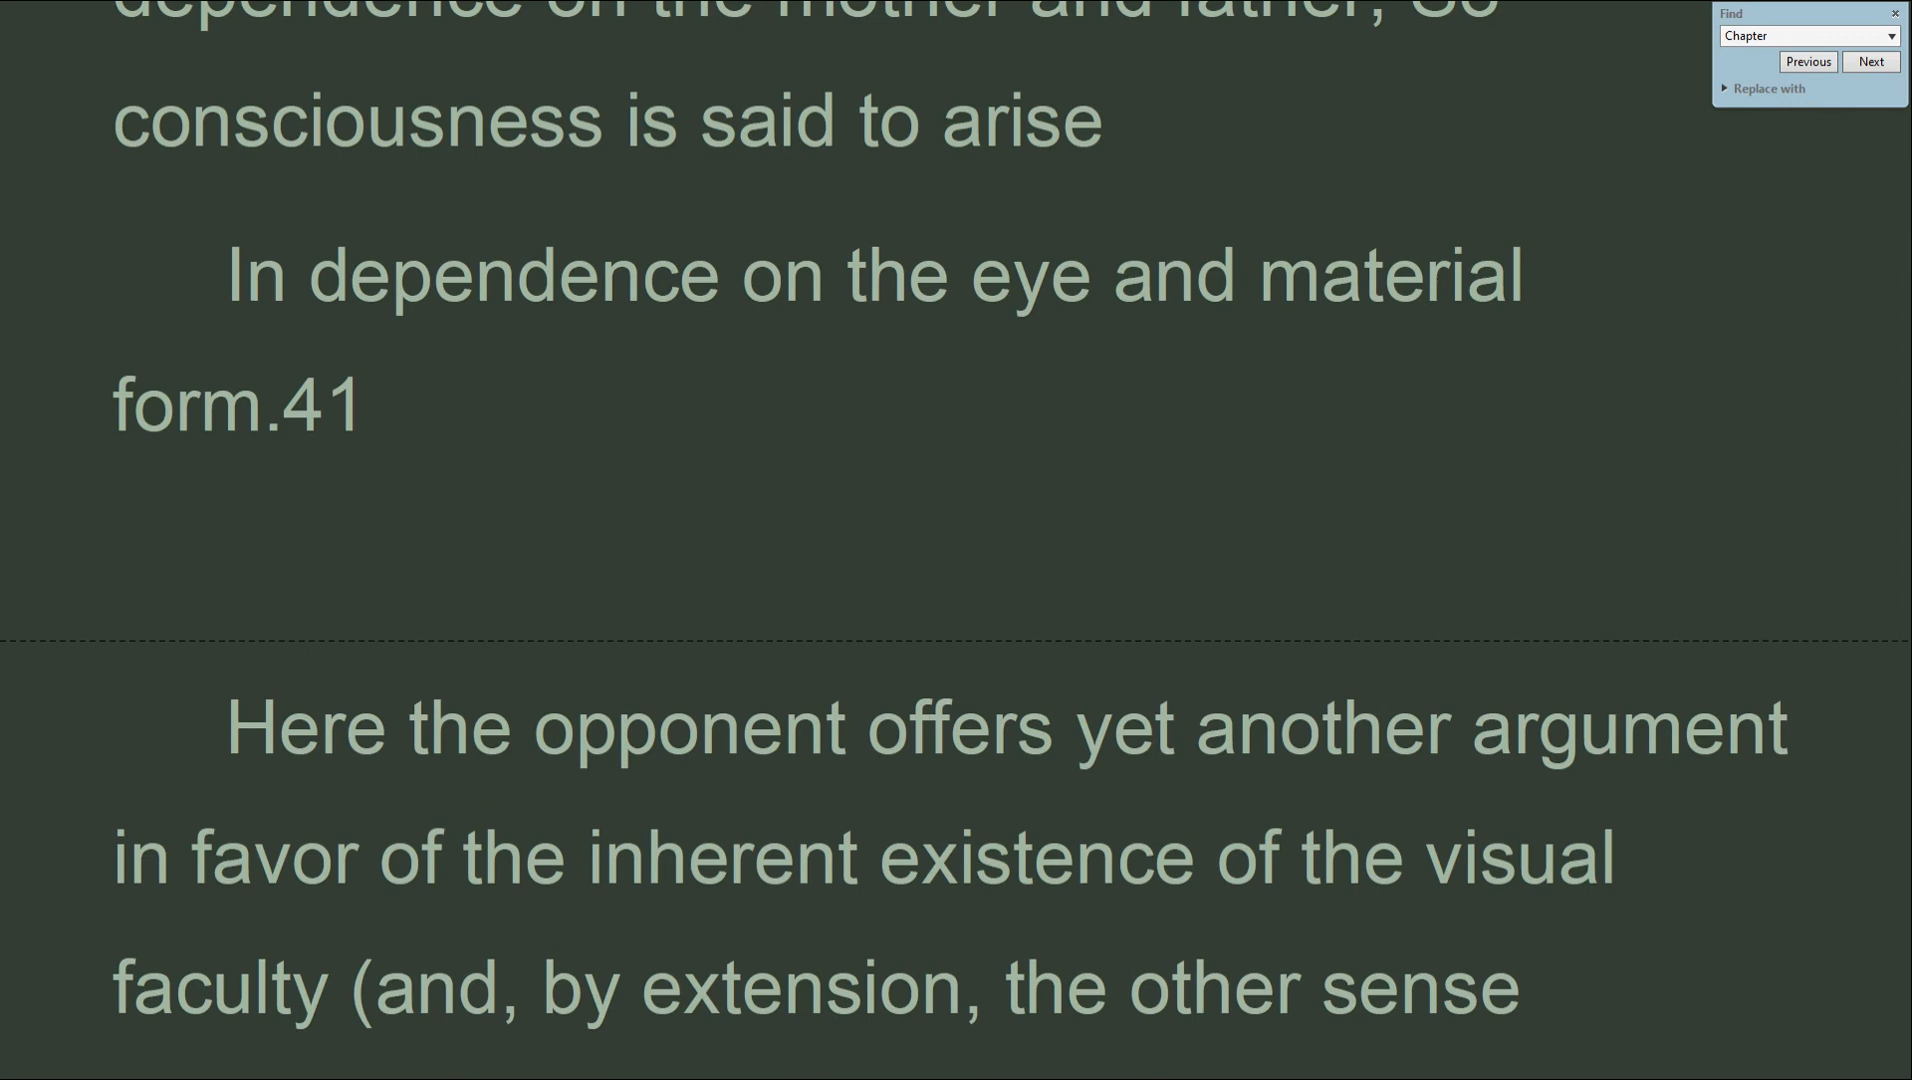 dependence on the mother and father, So
consciousness is said to arise
In dependence on the eye and material
form.41
Here the opponent offers yet another argument
in favor of the inherent existence of the visual
faculty (and, by extension, the other sense
Find
Chapter
Previous Next
Replace with